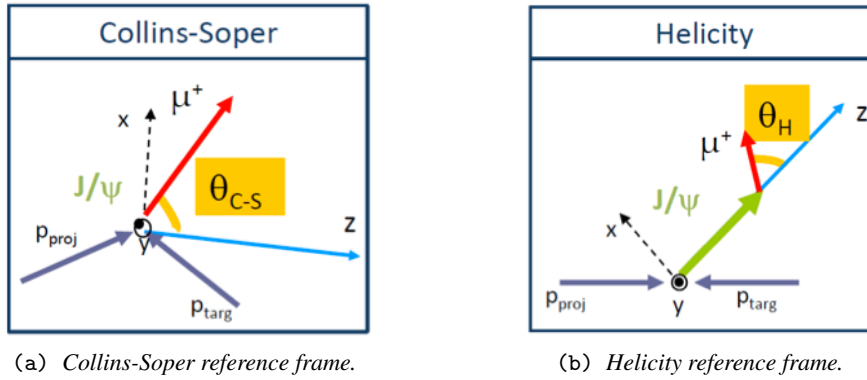 Collins-Soper
x
μ⁺
J/ψ
θC-S
z
y
pproj
ptarg
(a) Collins-Soper reference frame.
Helicity
θH
z
μ⁺
J/ψ
x
pproj
y
ptarg
(b) Helicity reference frame.